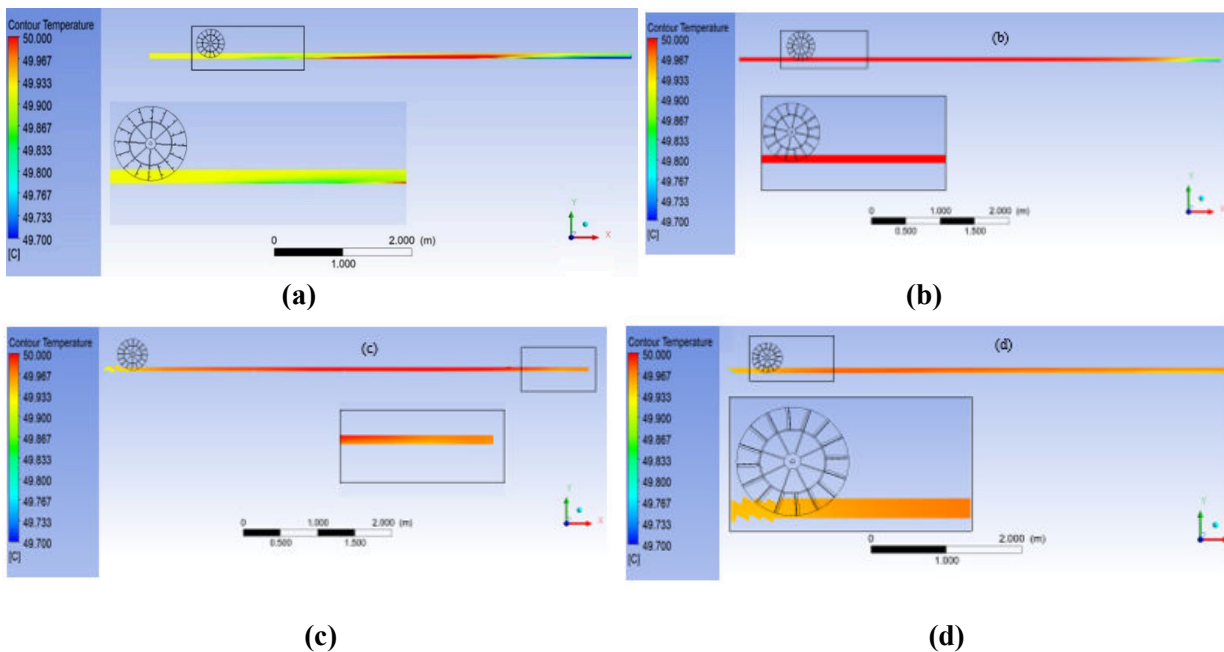 Contour Temperature
50.000
49.967
49.933
49.900
49.867
49.833
49.800
49.767
49.733
49.700
[C]
0 2.000 (m)
1.000
Y
X
Z
(a)
Contour Temperature
50.000
49.967
49.933
49.900
49.867
49.833
49.800
49.767
49.733
49.700
[C]
(b)
0 1.000 2.000 (m)
0.500 1.500
Y
X
Z
(b)
Contour Temperature
50.000
49.967
49.933
49.900
49.867
49.833
49.800
49.767
49.733
49.700
[C]
(c)
0 1.000 2.000 (m)
0.500 1.500
Y
X
Z
(c)
Contour Temperature
50.000
49.967
49.933
49.900
49.867
49.833
49.800
49.767
49.733
49.700
[C]
(d)
0 2.000 (m)
1.000
Y
Z
(d)